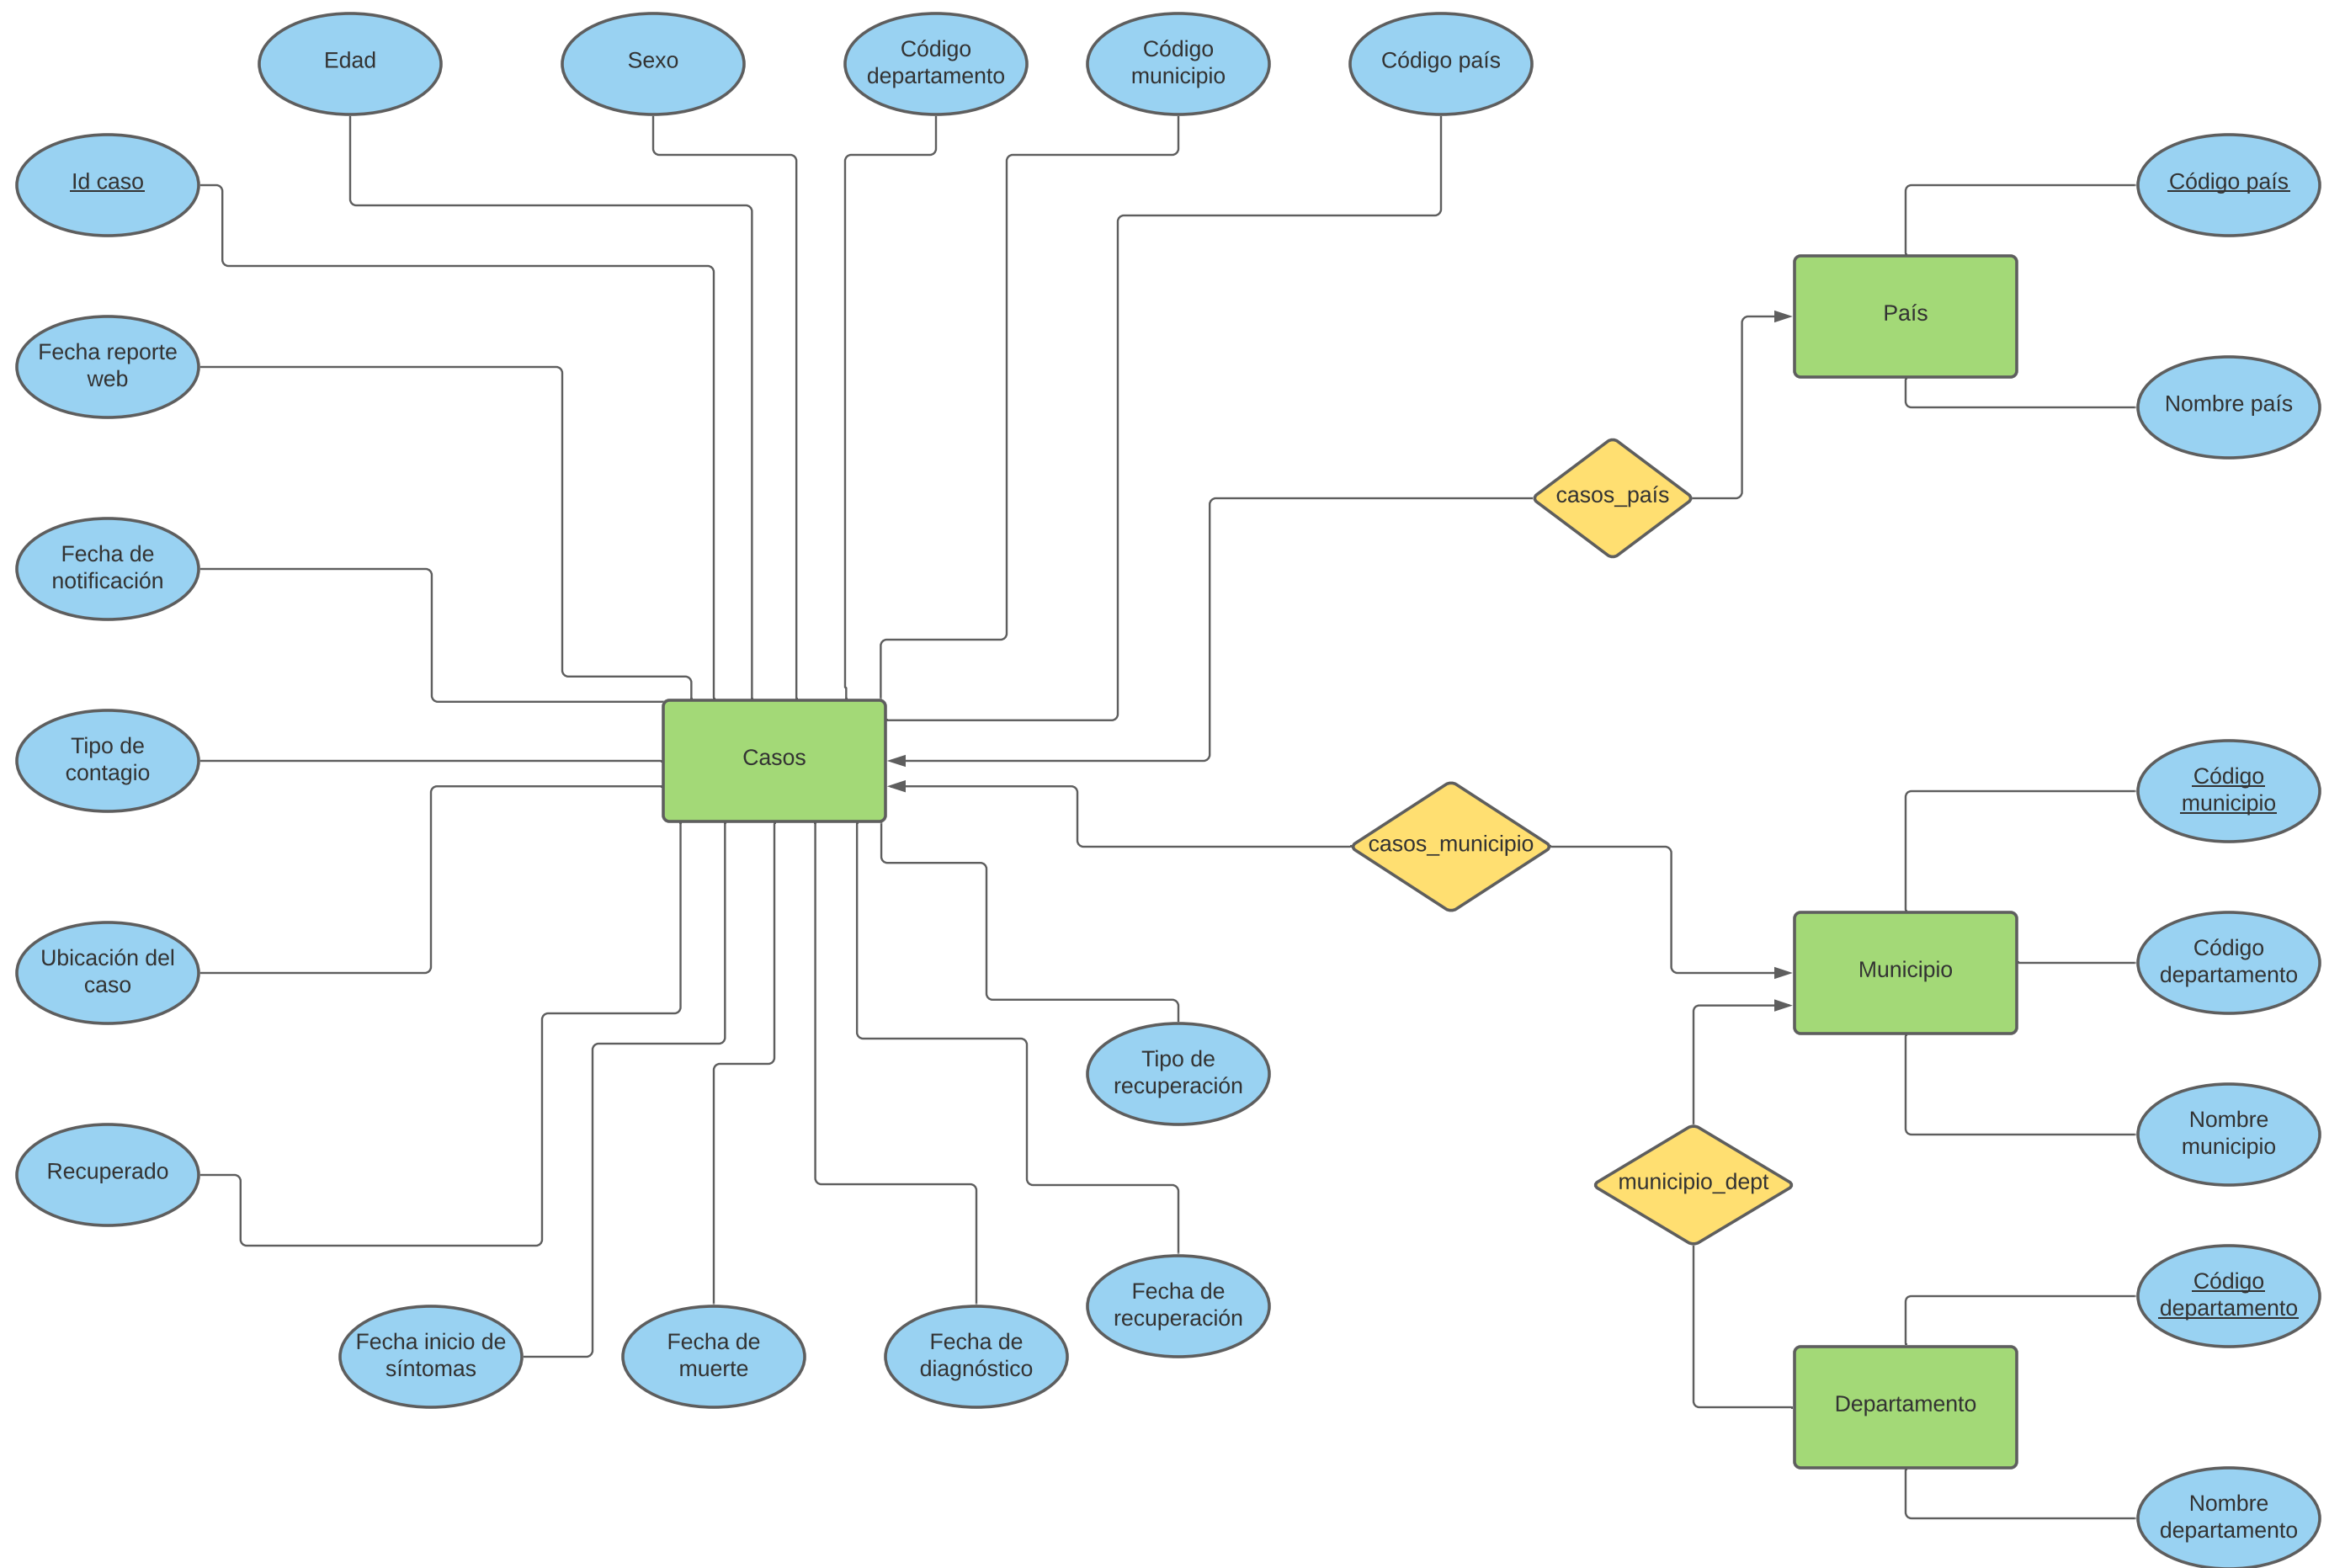 Edad
Sexo
Código
departamento
Código
municipio
Código país
Id caso
Código país
Fecha reporte
web
País
Nombre país
casos_país
Fecha de
notificación
Tipo de
contagio
Casos
Código
municipio
casos_municipio
Ubicación del
caso
Municipio
Código
departamento
Tipo de
recuperación
Nombre
municipio
Recuperado
municipio_dept
Fecha de
recuperación
Código
departamento
Fecha inicio de
síntomas
Fecha de
muerte
Fecha de
diagnóstico
Departamento
Nombre
departamento